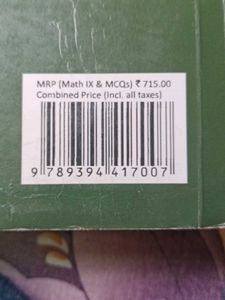 MRP (Math IX & MCQs) ₹ 715.00
Combined Price (Incl. all taxes)
9 789394 417007